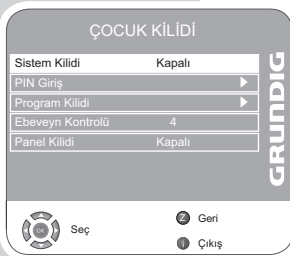 ÇOCUK KİLİDİ
Sistem Kilidi Kapalı
PIN Giriş
Program Kilidi
Ebeveyn Kontrolü 4
Panel Kilidi Kapalı
GRUNDIG
OK Seç
Z Geri
i Çıkış